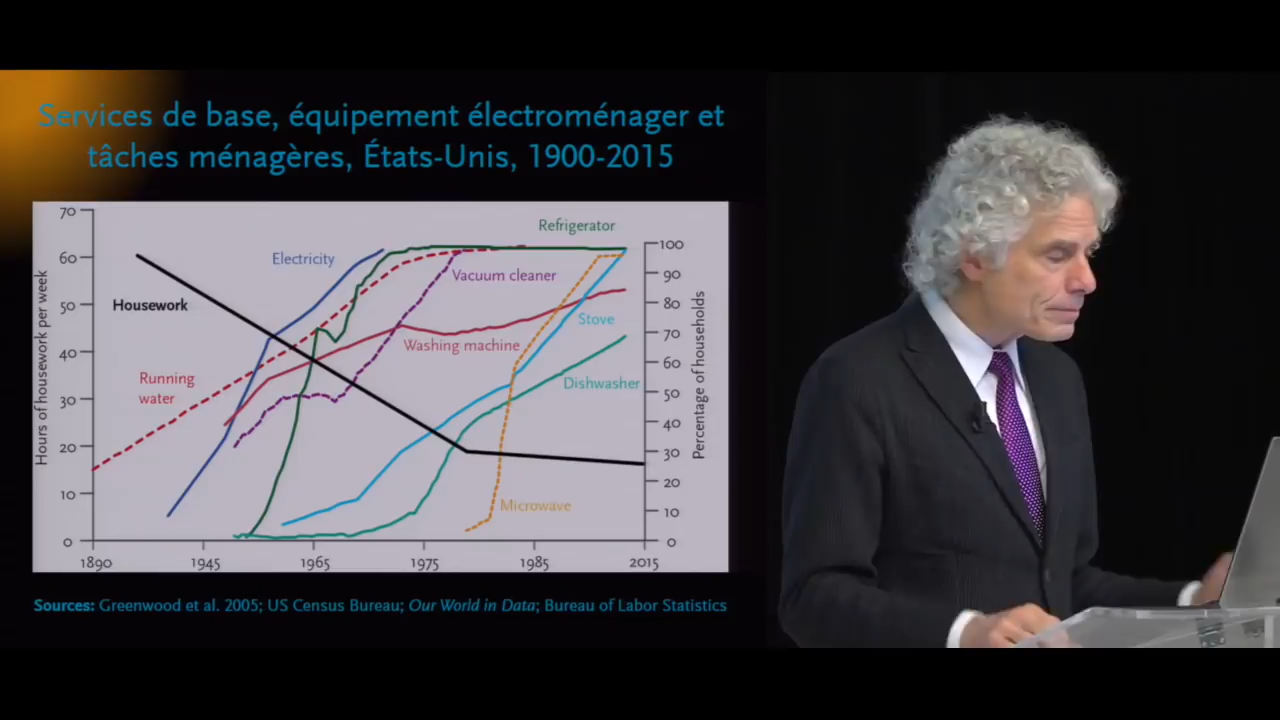 Services de base, équipement électroménager et
tâches ménagères, États-Unis, 1900-2015
70
60
50
40
30
20
10
0
Hours of housework per week
Refrigerator
Electricity
Vacuum cleaner
Housework
Stove
Washing machine
Running
water
Dishwasher
Microwave
100
90
80
70
60
50
40
30
20
10
0
Percentage of households
1890 1945 1965 1975 1985 2015
Sources: Greenwood et al. 2005; US Census Bureau; Our World in Data; Bureau of Labor Statistics